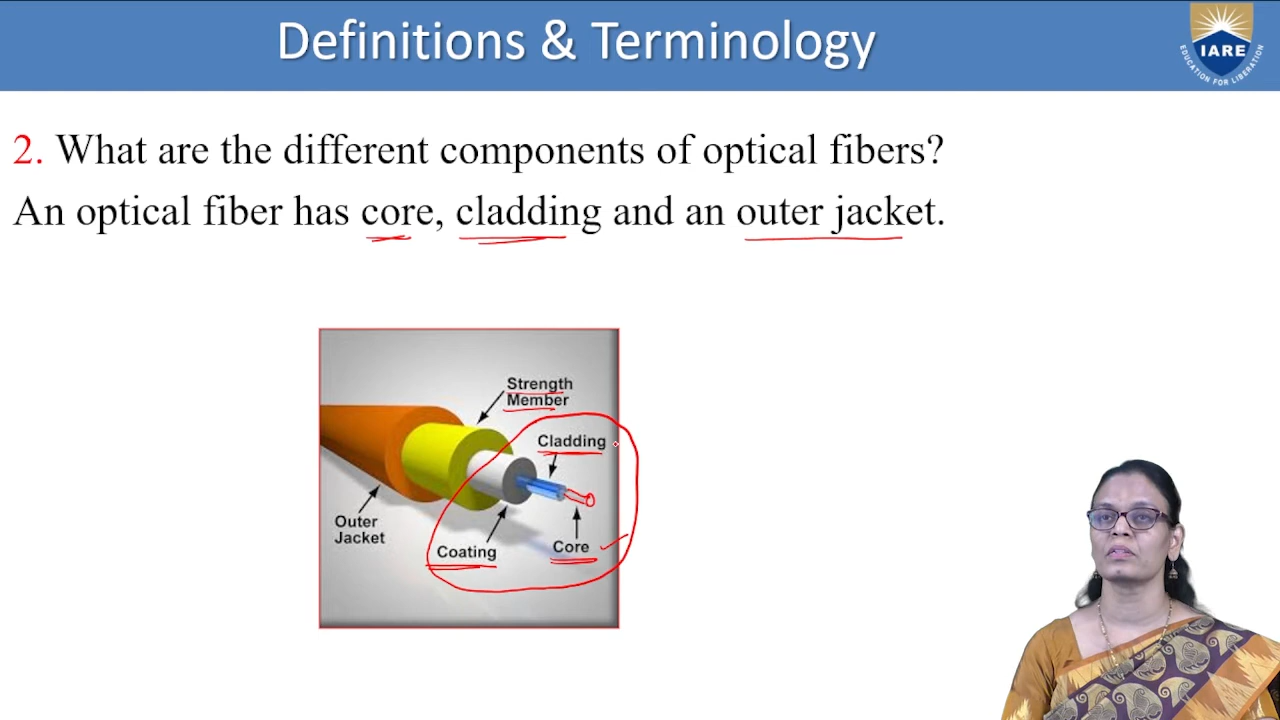 Definitions & Terminology
IARE
EDUCATION FOR LIBERATION
2. What are the different components of optical fibers?
An optical fiber has core, cladding and an outer jacket.
Strength
Member
Cladding
Outer
Jacket
Coating
Core